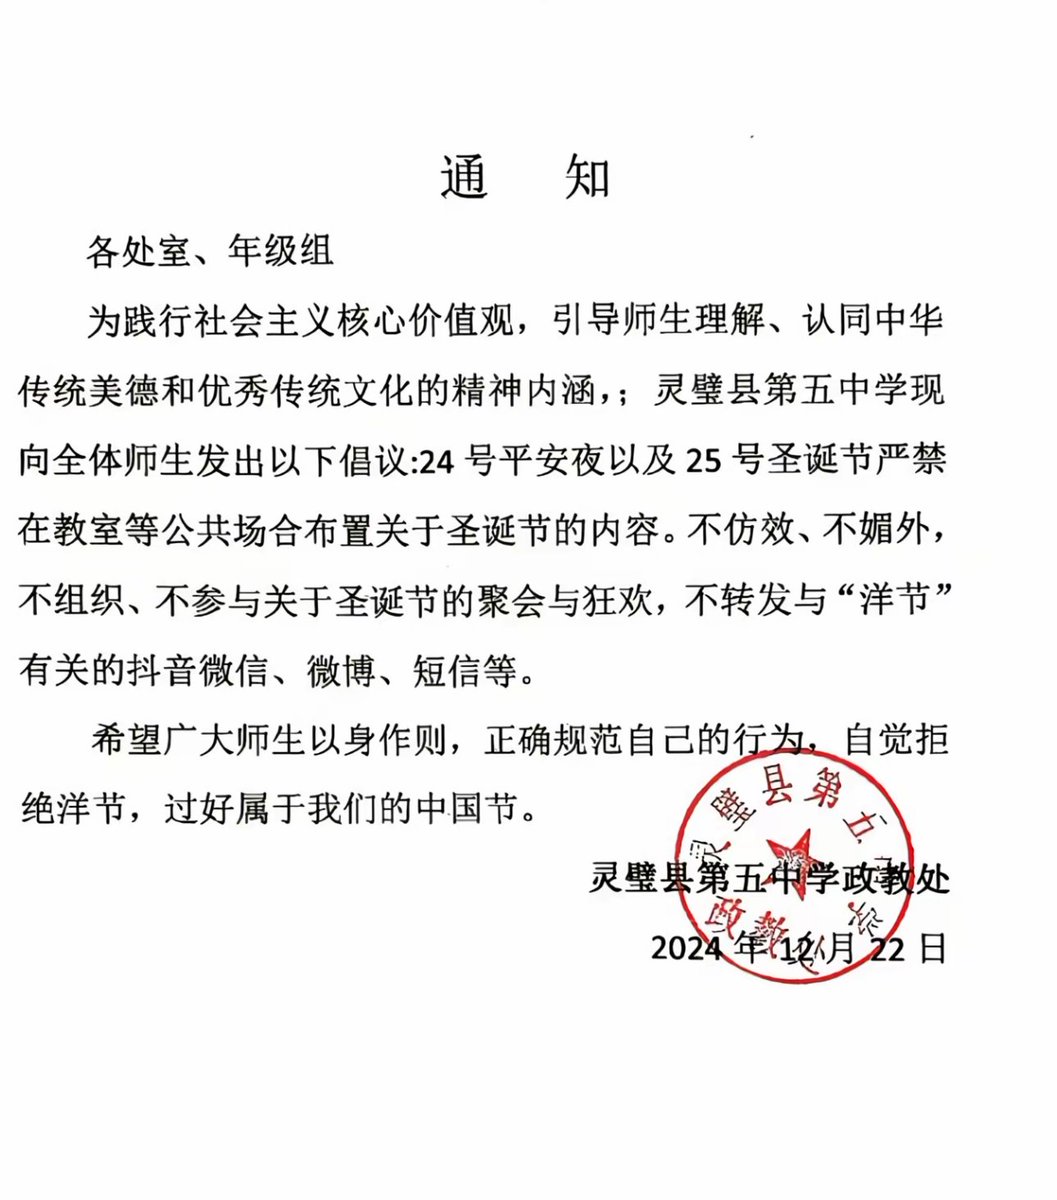 通 知
各处室、年级组
为践行社会主义核心价值观，引导师生理解、认同中华
传统美德和优秀传统文化的精神内涵,；灵璧县第五中学现
向全体师生发出以下倡议:24 号平安夜以及 25 号圣诞节严禁
在教室等公共场合布置关于圣诞节的内容。不仿效、不媚外，
不组织、不参与关于圣诞节的聚会与狂欢，不转发与“洋节”
有关的抖音微信、微博、短信等。
希望广大师生以身作则，正确规范自己的行为，自觉拒
绝洋节，过好属于我们的中国节。
灵璧县第五中学政教处
2024 年 12 月 22 日
灵璧县第五中学
政教处